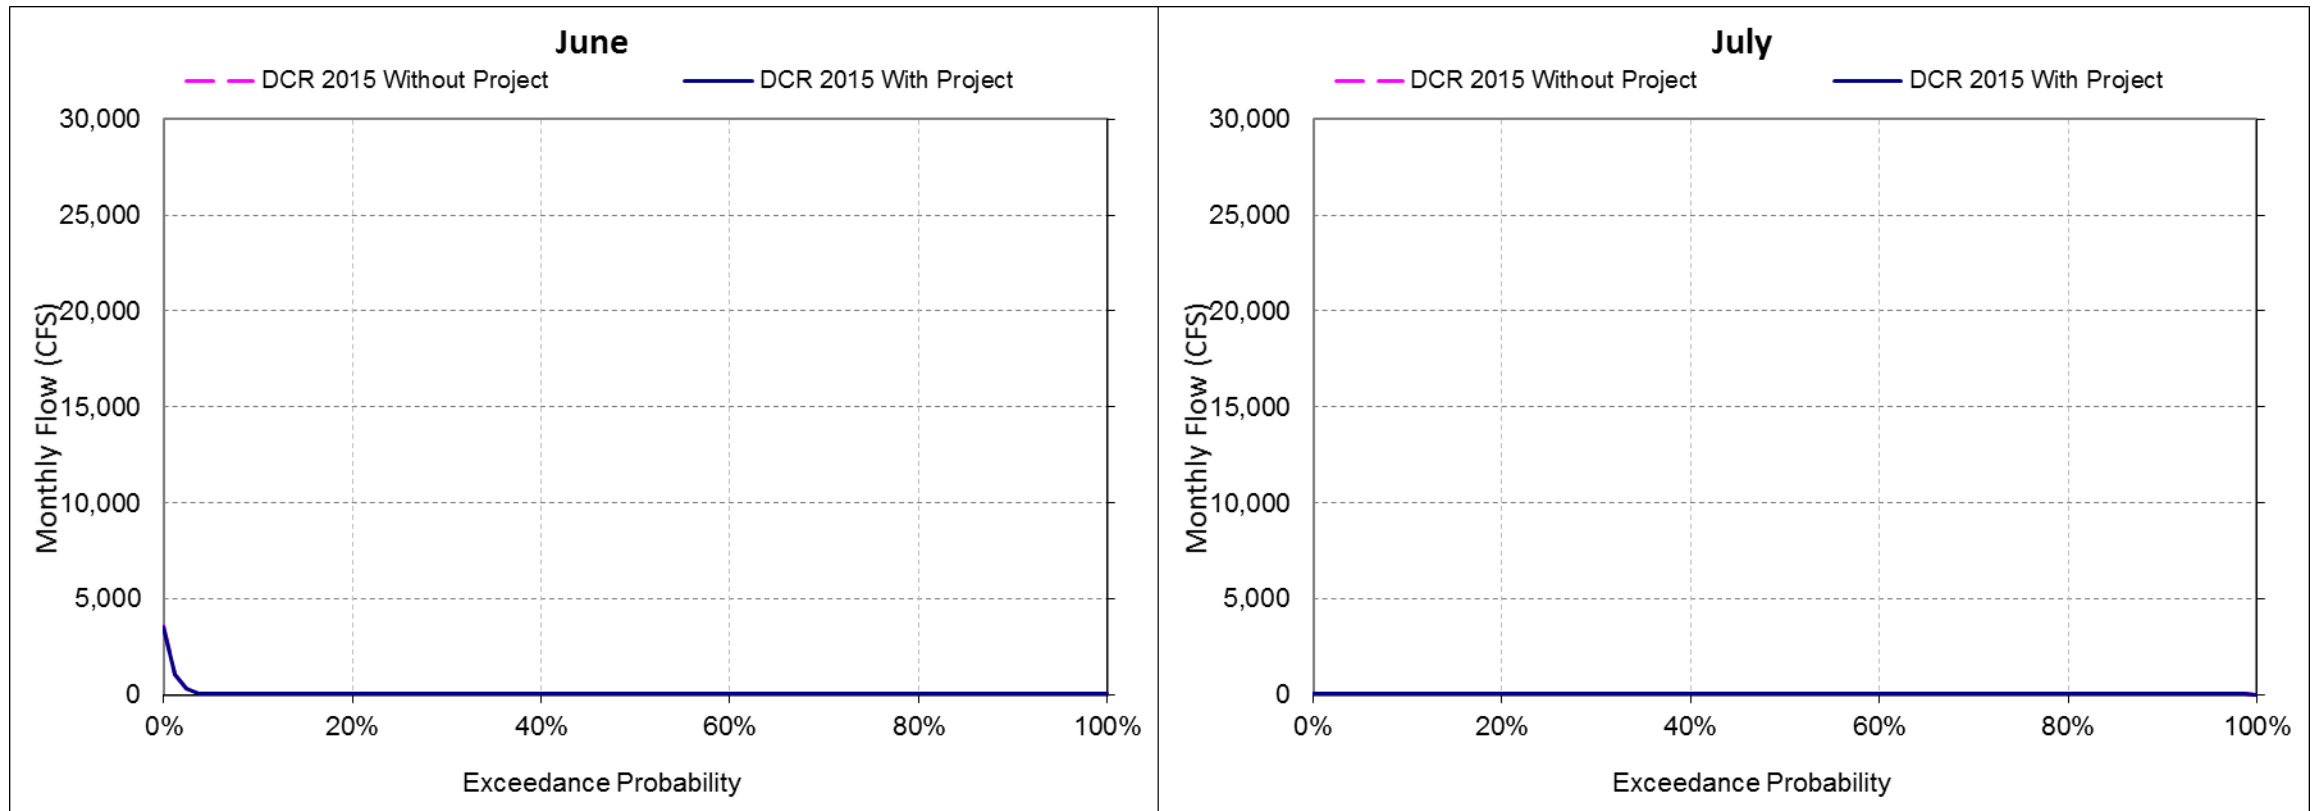 June
DCR 2015 Without Project
DCR 2015 With Project
30,000
25,000
20,000
15,000
10,000
5,000
0
Monthly Flow (CFS)
0% 20% 40% 60% 80% 100%
Exceedance Probability
July
DCR 2015 Without Project
DCR 2015 With Project
30,000
25,000
20,000
15,000
10,000
5,000
0
Monthly Flow (CFS)
0% 20% 40% 60% 80% 100%
Exceedance Probability